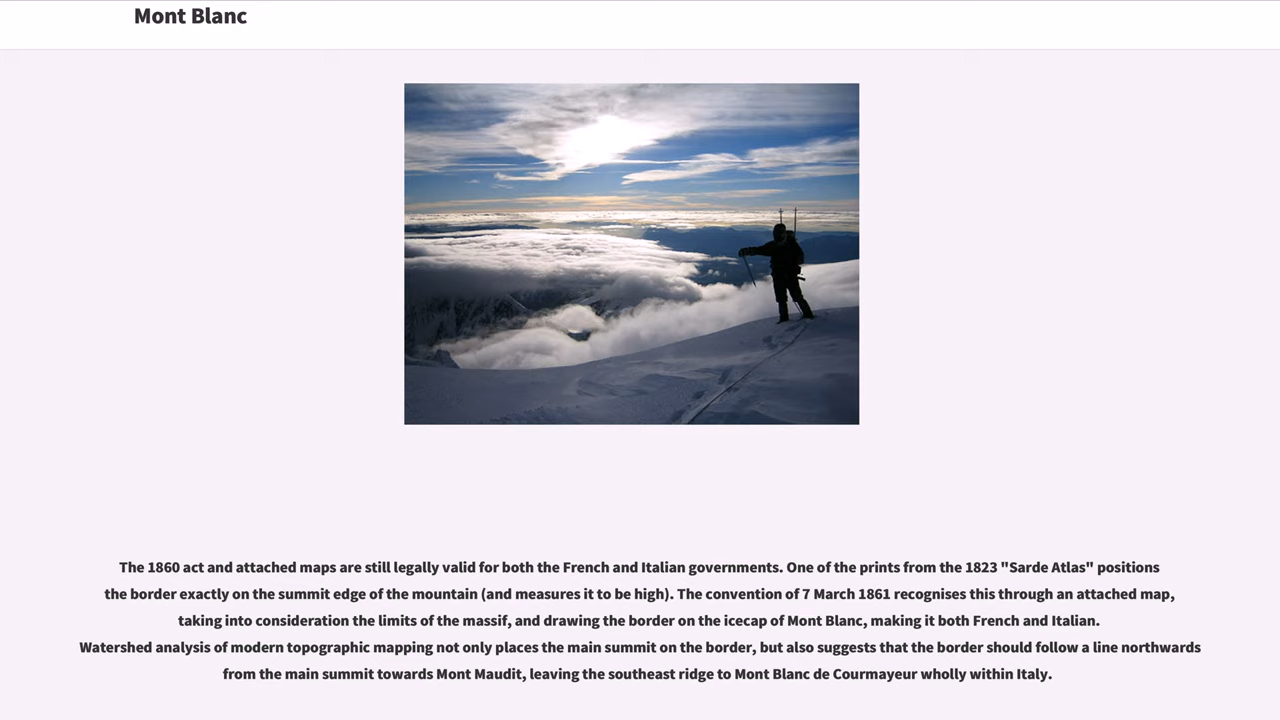 Mont Blanc
The 1860 act and attached maps are still legally valid for both the French and Italian governments. One of the prints from the 1823 "Sarde Atlas" positions
the border exactly on the summit edge of the mountain (and measures it to be high). The convention of 7 March 1861 recognises this through an attached map,
taking into consideration the limits of the massif, and drawing the border on the icecap of Mont Blanc, making it both French and Italian.
Watershed analysis of modern topographic mapping not only places the main summit on the border, but also suggests that the border should follow a line northwards
from the main summit towards Mont Maudit, leaving the southeast ridge to Mont Blanc de Courmayeur wholly within Italy.